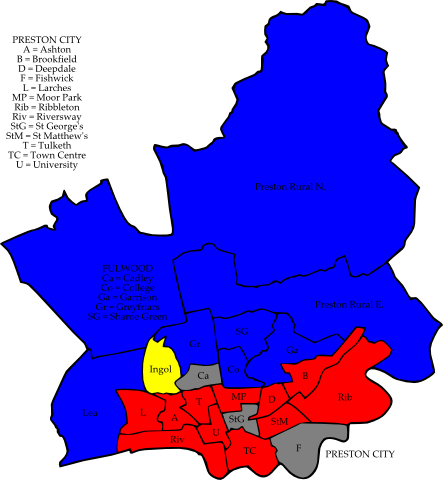 PRESTON CITY
A = Ashton
B = Brookfield
D = Deepdale
F = Fishwick
L = Larches
MP = Moor Park
Rib = Ribbleton
Riv = Riversway
StG = St George's
StM = St Matthew's
T = Tulketh
TC = Town Centre
U = University
Preston Rural N.
FULWOOD
Ca = Cadley
Co = College
Ga = Garrison
Gr = Greyfriars
SG = Sharoe Green
Preston Rural E.
SG
Gr
Ga
Ingol
Ca
Co
B
Lea
L
A
T
MP
D
Rib
StG
StM
Riv
U
TC
F
PRESTON CITY